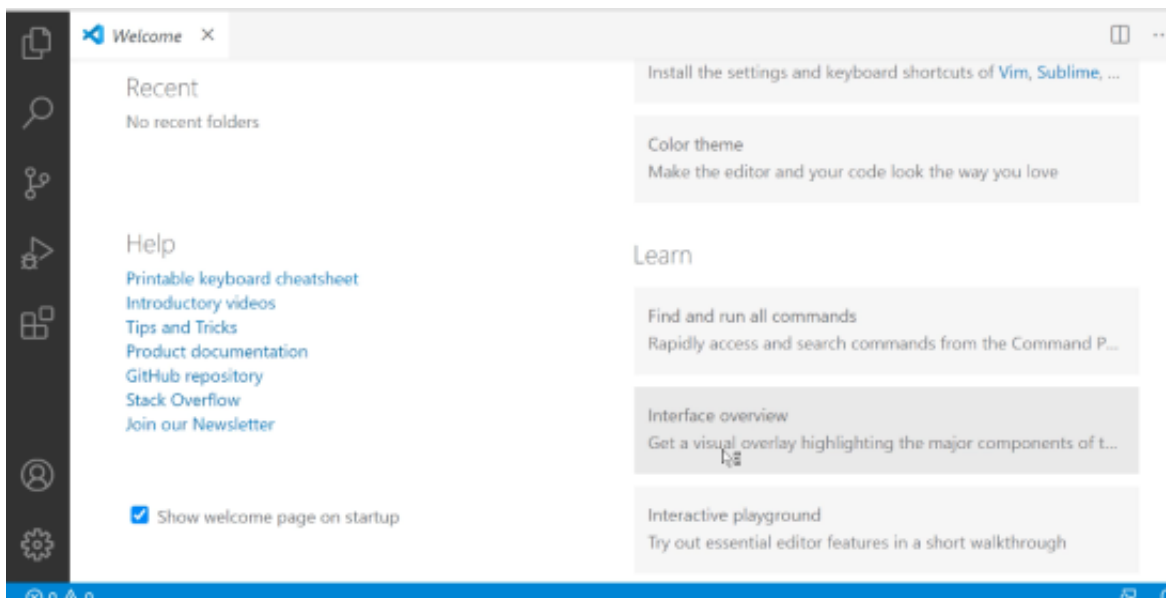 Welcome
Recent
No recent folders
Help
Printable keyboard cheatsheet
Introductory videos
Tips and Tricks
Product documentation
GitHub repository
Stack Overflow
Join our Newsletter
Show welcome page on startup
Install the settings and keyboard shortcuts of Vim, Sublime, ...
Color theme
Make the editor and your code look the way you love
Learn
Find and run all commands
Rapidly access and search commands from the Command P...
Interface overview
Get a visual overlay highlighting the major components of t...
Interactive playground
Try out essential editor features in a short walkthrough